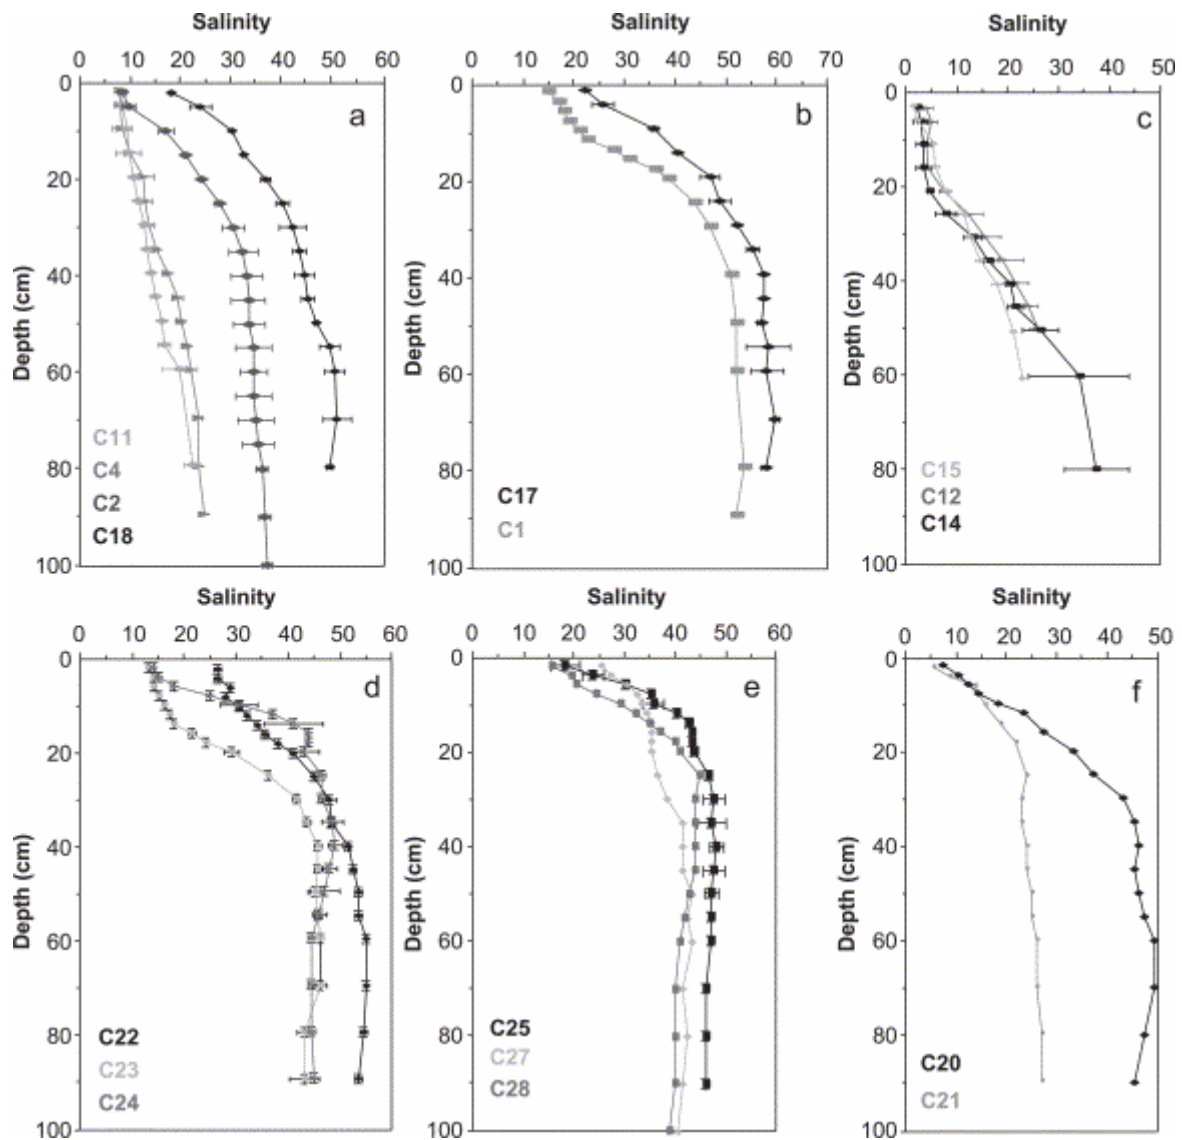 Salinity
Salinity
Salinity
0 10 20 30 40 50 60
0 10 20 30 40 50 60 70
0 10 20 30 40 50
Depth (cm)
0
20
40
60
80
100
a
C11
C4
C2
C18
Depth (cm)
0
20
40
60
80
100
b
C17
C1
Depth (cm)
0
20
40
60
80
100
c
C15
C12
C14
Salinity
Salinity
Salinity
0 10 20 30 40 50 60
0 10 20 30 40 50 60
0 10 20 30 40 50
Depth (cm)
0
20
40
60
80
100
d
C22
C23
C24
Depth (cm)
0
20
40
60
80
100
e
C25
C27
C28
Depth (cm)
0
20
40
60
80
100
f
C20
C21